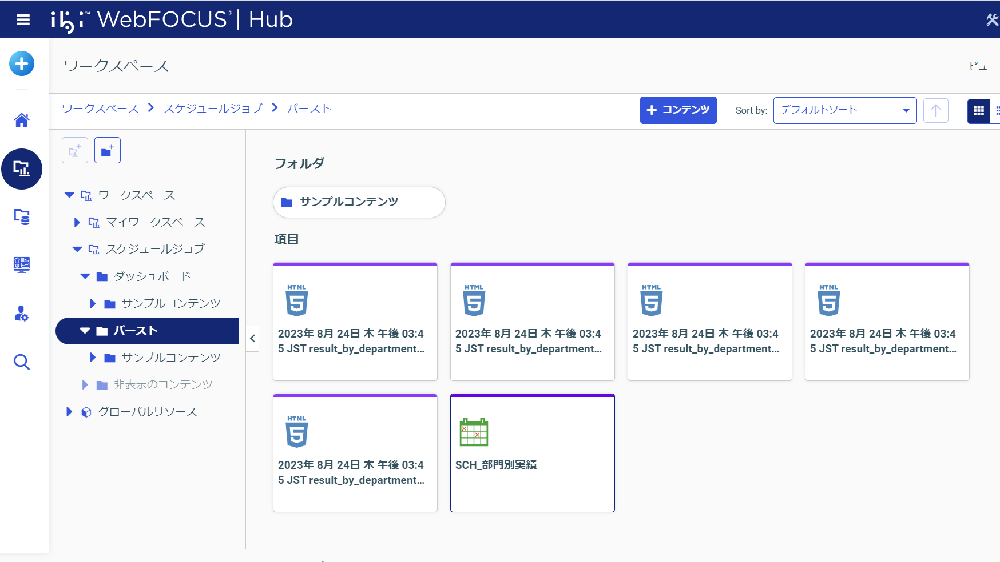 ibi™ WebFOCUS® | Hub
ワークスペース
ビュー
ワークスペース > スケジュールジョブ > バースト
+ コンテンツ
Sort by:
デフォルトソート
ワークスペース
マイワークスペース
スケジュールジョブ
ダッシュボード
サンプルコンテンツ
バースト
サンプルコンテンツ
非表示のコンテンツ
グローバルリソース
フォルダ
サンプルコンテンツ
項目
HTML
2023年 8月 24日 木 午後 03:4
5 JST result_by_department...
HTML
2023年 8月 24日 木 午後 03:4
5 JST result_by_department...
HTML
2023年 8月 24日 木 午後 03:4
5 JST result_by_department...
HTML
2023年 8月 24日 木 午後 03:4
5 JST result_by_department...
HTML
2023年 8月 24日 木 午後 03:4
5 JST result_by_department...
SCH_部門別実績